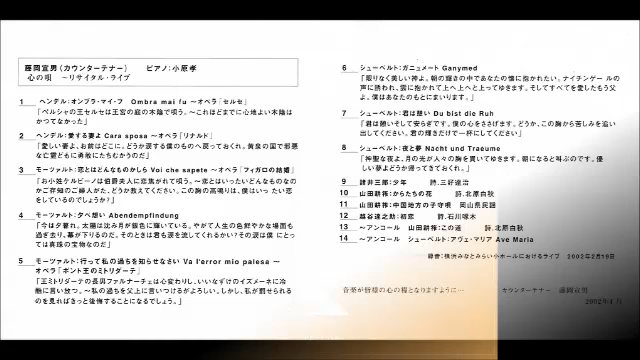 藤岡宣男(カウンターテナー)　ピアノ:小原孝
心の唄　～リサイタル・ライブ
1　ヘンデル:オンブラ・マイ・フ　Ombra mai fu ～オペラ「セルセ」
「ペルシャの王セルセは王宮の庭の木陰で唄う。～これほどまでに心地よい木陰は
かつてなかった」
2　ヘンデル:愛する妻よ Cara sposa ～オペラ「リナルド」
「愛しい妻よ、お前はどこに。どうか涙する僕のもとへ戻っておくれ。黄泉の国で邪悪
な亡霊どもに勇敢にたちむかうのだ」
3　モーツァルト:恋とはどんなものかしら Voi che sapete ～オペラ「フィガロの結婚」
「お小姓ケルビーノは伯爵夫人に恋焦がれて唄う。～恋とはいったいどんなものなの
かご存知のご婦人がた、どうか教えてください。この胸の高鳴りは、僕はいったい恋
をしているのでしょうか?」
4　モーツァルト:夕べ想い Abendempfindung
「今は夕暮れ。太陽は沈み月が銀色に輝いている。やがて人生の色鮮やかな場面も
過ぎ去り、幕が下りるのだ。そのときは君も涙を流してくれるかい?その涙は僕にとっ
ては真珠の宝物なのだ」
5　モーツァルト:行って私の過ちを知らせなさい Va l'error mio palesa ～
オペラ「ポント王のミトリダーテ」
「王ミトリダーテの長男ファルナーチェは心変わりし、いいなずけのイズメーネに冷
酷に言い放つ。～私の過ちを父上に言いつけるがよろしい。しかし、私が罰せられる
のを見ればきっと後悔することになるでしょう。」
6　シューベルト:ガニュメート Ganymed
「限りなく美しい神よ。朝の輝きの中であなたの懐に抱かれたい。ナイチンゲールの
声に誘われ、雲に抱かれて上へ上へと上ってゆきます。そしてすべてを愛したもう父
よ。僕はあなたのもとにまいります。」
7　シューベルト:君は憩い Du bist die Ruh
「君は憩いそして安らぎです。僕の心をささげます。どうか、この胸から苦しみを追い
出してください。君の輝きだけで一杯にしてください」
8　シューベルト:夜と夢 Nacht und Traeume
「神聖な夜よ、月の光が人々の胸を貫いてゆきます。朝になると叫ぶのです。優
しい夢よどうか帰ってきておくれ。」
9　諸井三郎:少年　詩.三好達治
10　山田耕筰:からたちの花　詩.北原白秋
11　山田耕筰:中国地方の子守唄　岡山県民謡
12　越谷達之助:初恋　詩.石川啄木
13　～アンコール　山田耕筰:この道　詩.北原白秋
14　～アンコール　シューベルト:アヴェ・マリア Ave Maria
録音:横浜みなとみらい小ホールにおけるライブ　2002年2月19日
音楽が皆様の心の糧となりますように…　カウンターテナー　藤岡宣男
2002年4月